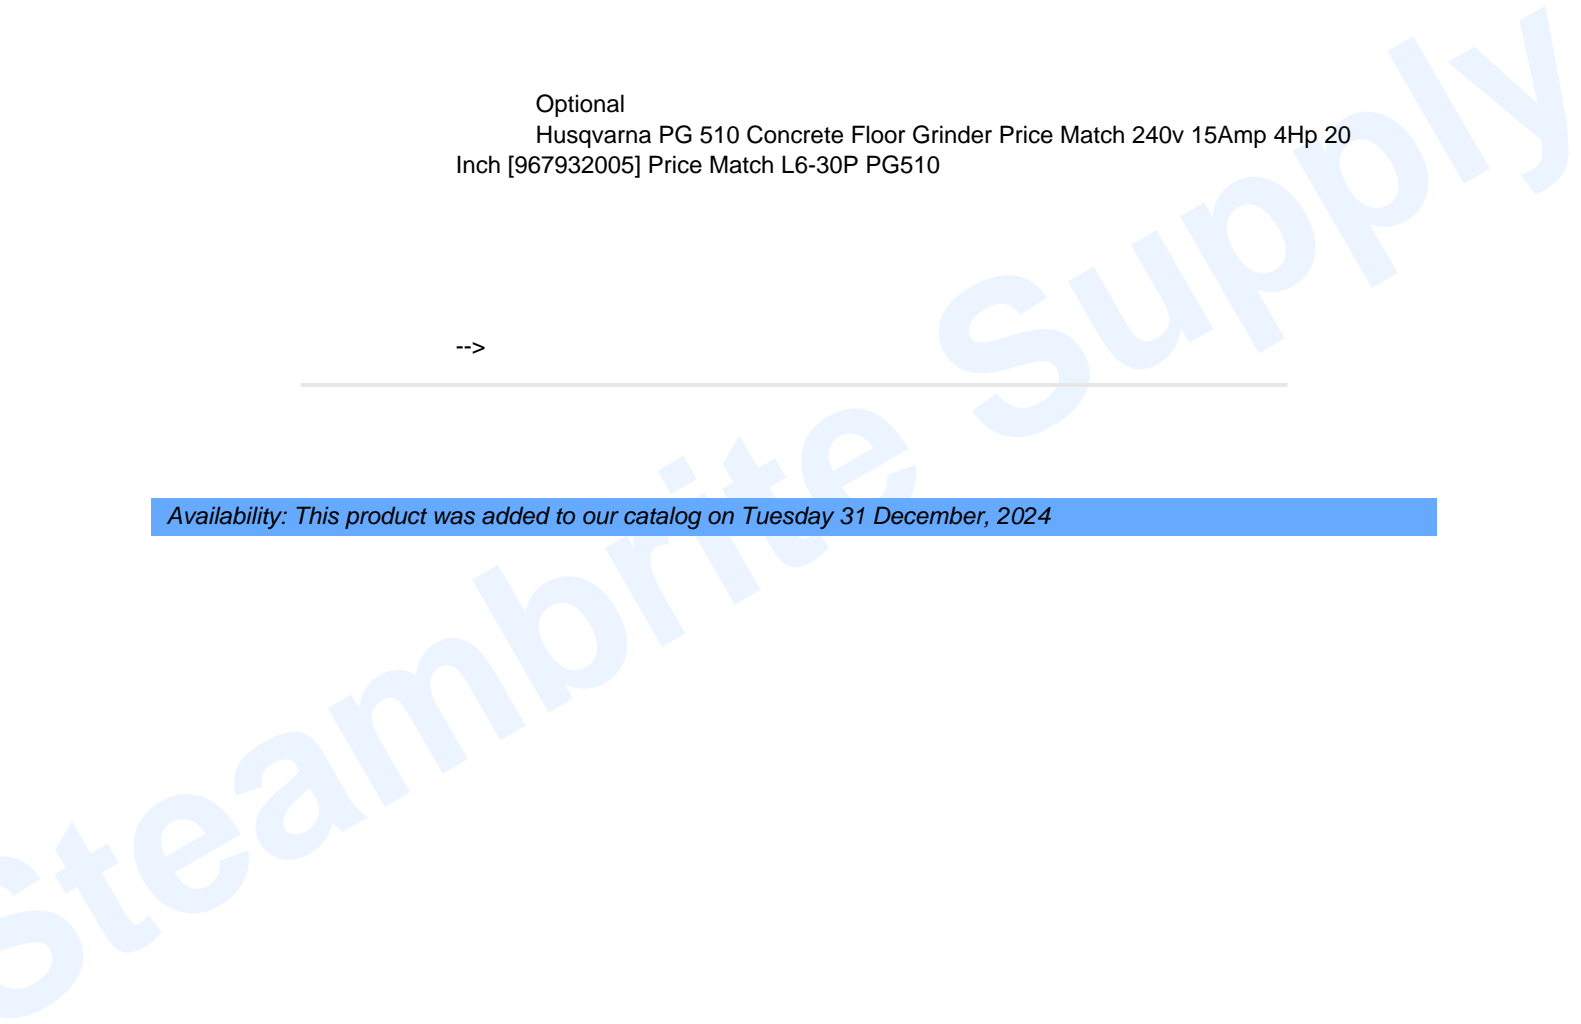 Optional
Husqvarna PG 510 Concrete Floor Grinder Price Match 240v 15Amp 4Hp 20
Inch [967932005] Price Match L6-30P PG510
-->
Availability: This product was added to our catalog on Tuesday 31 December, 2024
Steambrite Supply